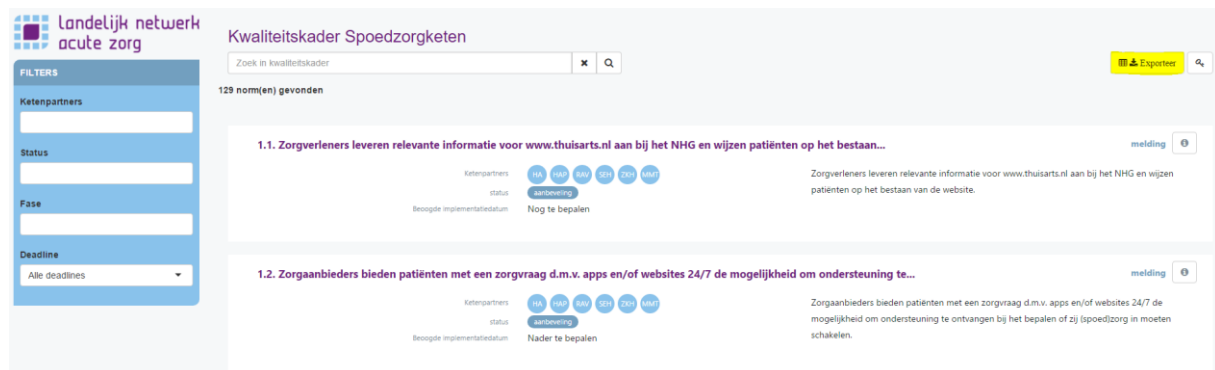 landelijk netwerk
acute zorg
FILTERS
Ketenpartners
Status
Fase
Deadline
Alle deadlines
Kwaliteitskader Spoedzorgketen
Zoek in kwaliteitskader
Exporteer
129 norm(en) gevonden
1.1. Zorgverleners leveren relevante informatie voor www.thuisarts.nl aan bij het NHG en wijzen patiënten op het bestaan...
melding
Ketenpartners HA HAP RAV SEH ZKH MMT
status aanbeveling
Beoogde implementatiedatum Nog te bepalen
Zorgverleners leveren relevante informatie voor www.thuisarts.nl aan bij het NHG en wijzen
patiënten op het bestaan van de website.
1.2. Zorgaanbieders bieden patiënten met een zorgvraag d.m.v. apps en/of websites 24/7 de mogelijkheid om ondersteuning te...
melding
Ketenpartners HA HAP RAV SEH ZKH MMT
status aanbeveling
Beoogde implementatiedatum Nader te bepalen
Zorgaanbieders bieden patiënten met een zorgvraag d.m.v. apps en/of websites 24/7 de
mogelijkheid om ondersteuning te ontvangen bij het bepalen of zij (spoed)zorg in moeten
schakelen.